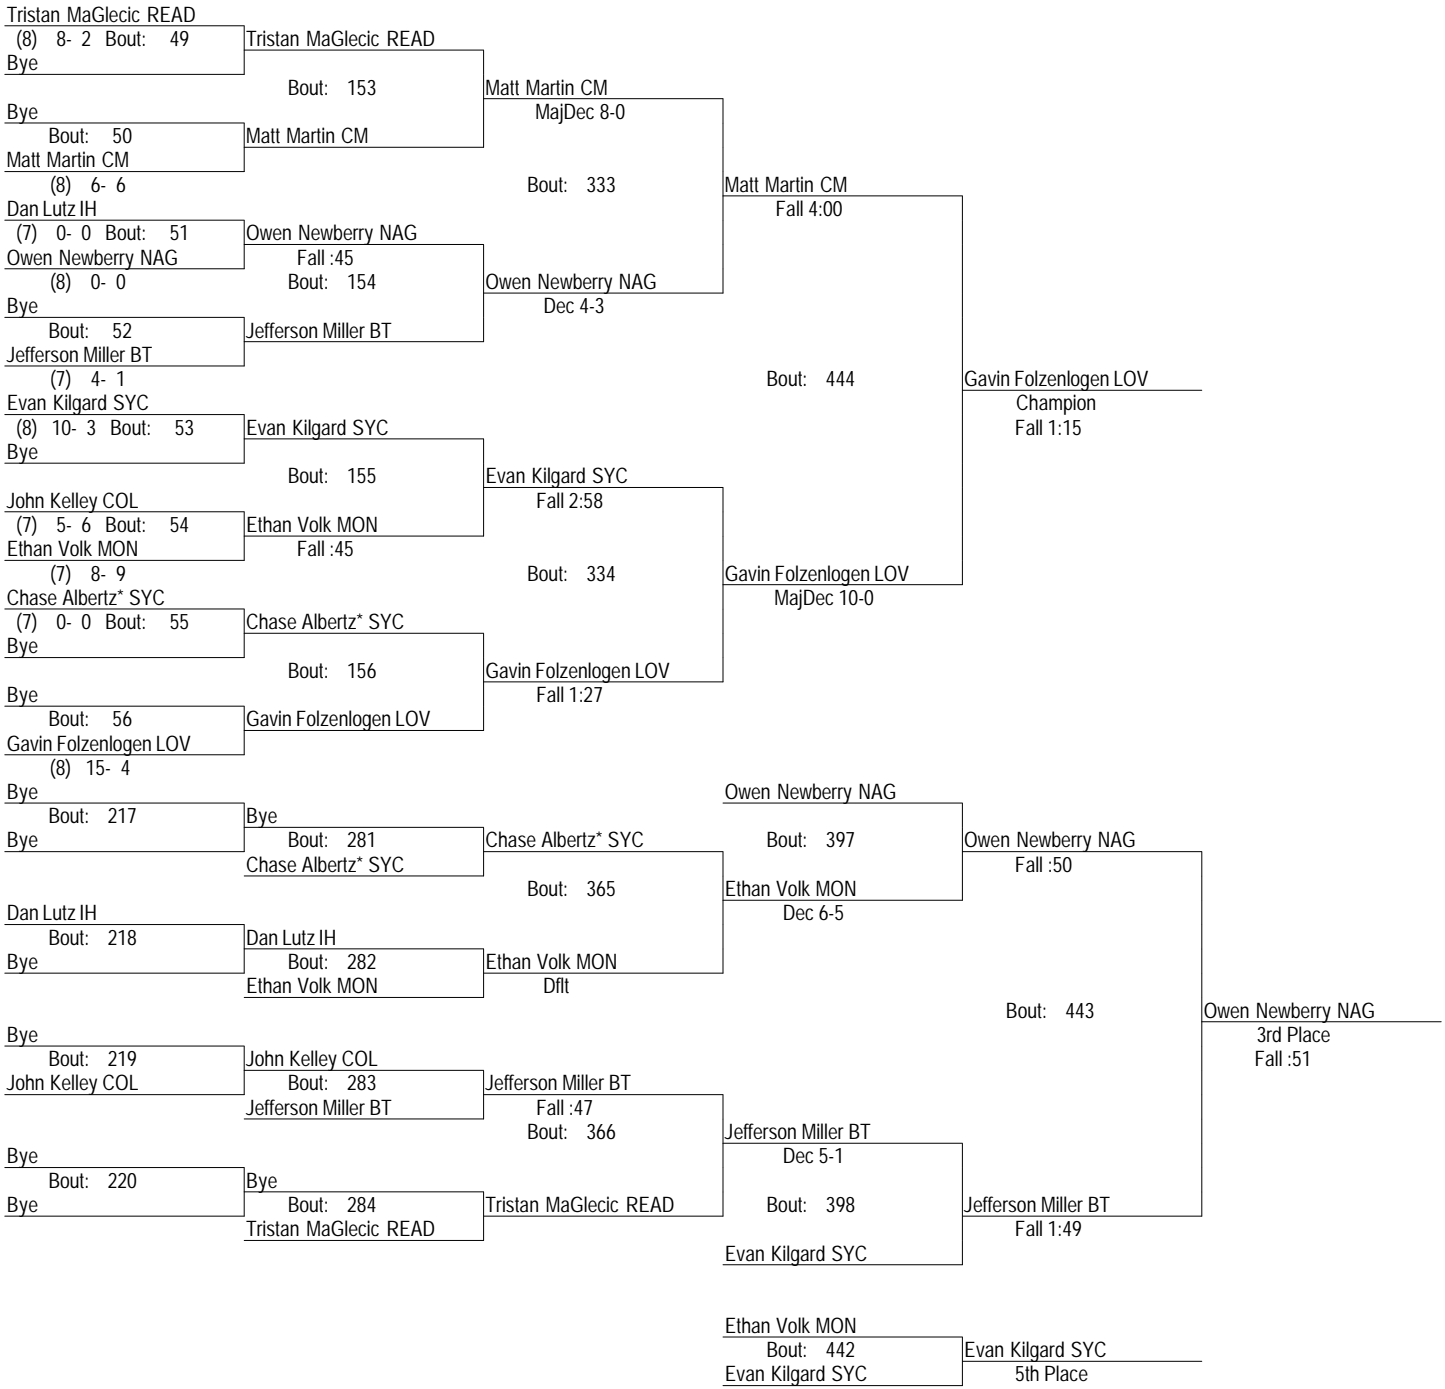 Tristan MaGlecic READ
(8) 8- 2 Bout: 49 Tristan MaGlecic READ
Bye
Bout: 153 Matt Martin CM
Bye MajDec 8-0
Bout: 50 Matt Martin CM
Matt Martin CM
(8) 6- 6 Bout: 333 Matt Martin CM
Dan Lutz IH Fall 4:00
(7) 0- 0 Bout: 51 Owen Newberry NAG
Owen Newberry NAG Fall :45
(8) 0- 0 Bout: 154 Owen Newberry NAG
Bye Dec 4-3
Bout: 52 Jefferson Miller BT
Jefferson Miller BT
(7) 4- 1 Bout: 444 Gavin Folzenlogen LOV
Evan Kilgard SYC Champion
(8) 10- 3 Bout: 53 Evan Kilgard SYC Fall 1:15
Bye
Bout: 155 Evan Kilgard SYC
John Kelley COL Fall 2:58
(7) 5- 6 Bout: 54 Ethan Volk MON
Ethan Volk MON Fall :45
(7) 8- 9 Bout: 334 Gavin Folzenlogen LOV
Chase Albertz* SYC MajDec 10-0
(7) 0- 0 Bout: 55 Chase Albertz* SYC
Bye
Bout: 156 Gavin Folzenlogen LOV
Bye Fall 1:27
Bout: 56 Gavin Folzenlogen LOV
Gavin Folzenlogen LOV
(8) 15- 4
Bye Owen Newberry NAG
Bout: 217 Bye
Bye Bout: 281 Chase Albertz* SYC Bout: 397 Owen Newberry NAG
Chase Albertz* SYC Fall :50
Bout: 365 Ethan Volk MON
Dan Lutz IH Dec 6-5
Bout: 218 Dan Lutz IH
Bye Bout: 282 Ethan Volk MON
Ethan Volk MON Dflt
Bout: 443 Owen Newberry NAG
Bye 3rd Place
Bout: 219 John Kelley COL Fall :51
John Kelley COL Bout: 283 Jefferson Miller BT
Jefferson Miller BT Fall :47
Bout: 366 Jefferson Miller BT
Bye Dec 5-1
Bout: 220 Bye
Bye Bout: 284 Tristan MaGlecic READ Bout: 398 Jefferson Miller BT
Tristan MaGlecic READ Fall 1:49
Evan Kilgard SYC
Ethan Volk MON
Bout: 442 Evan Kilgard SYC
Evan Kilgard SYC 5th Place